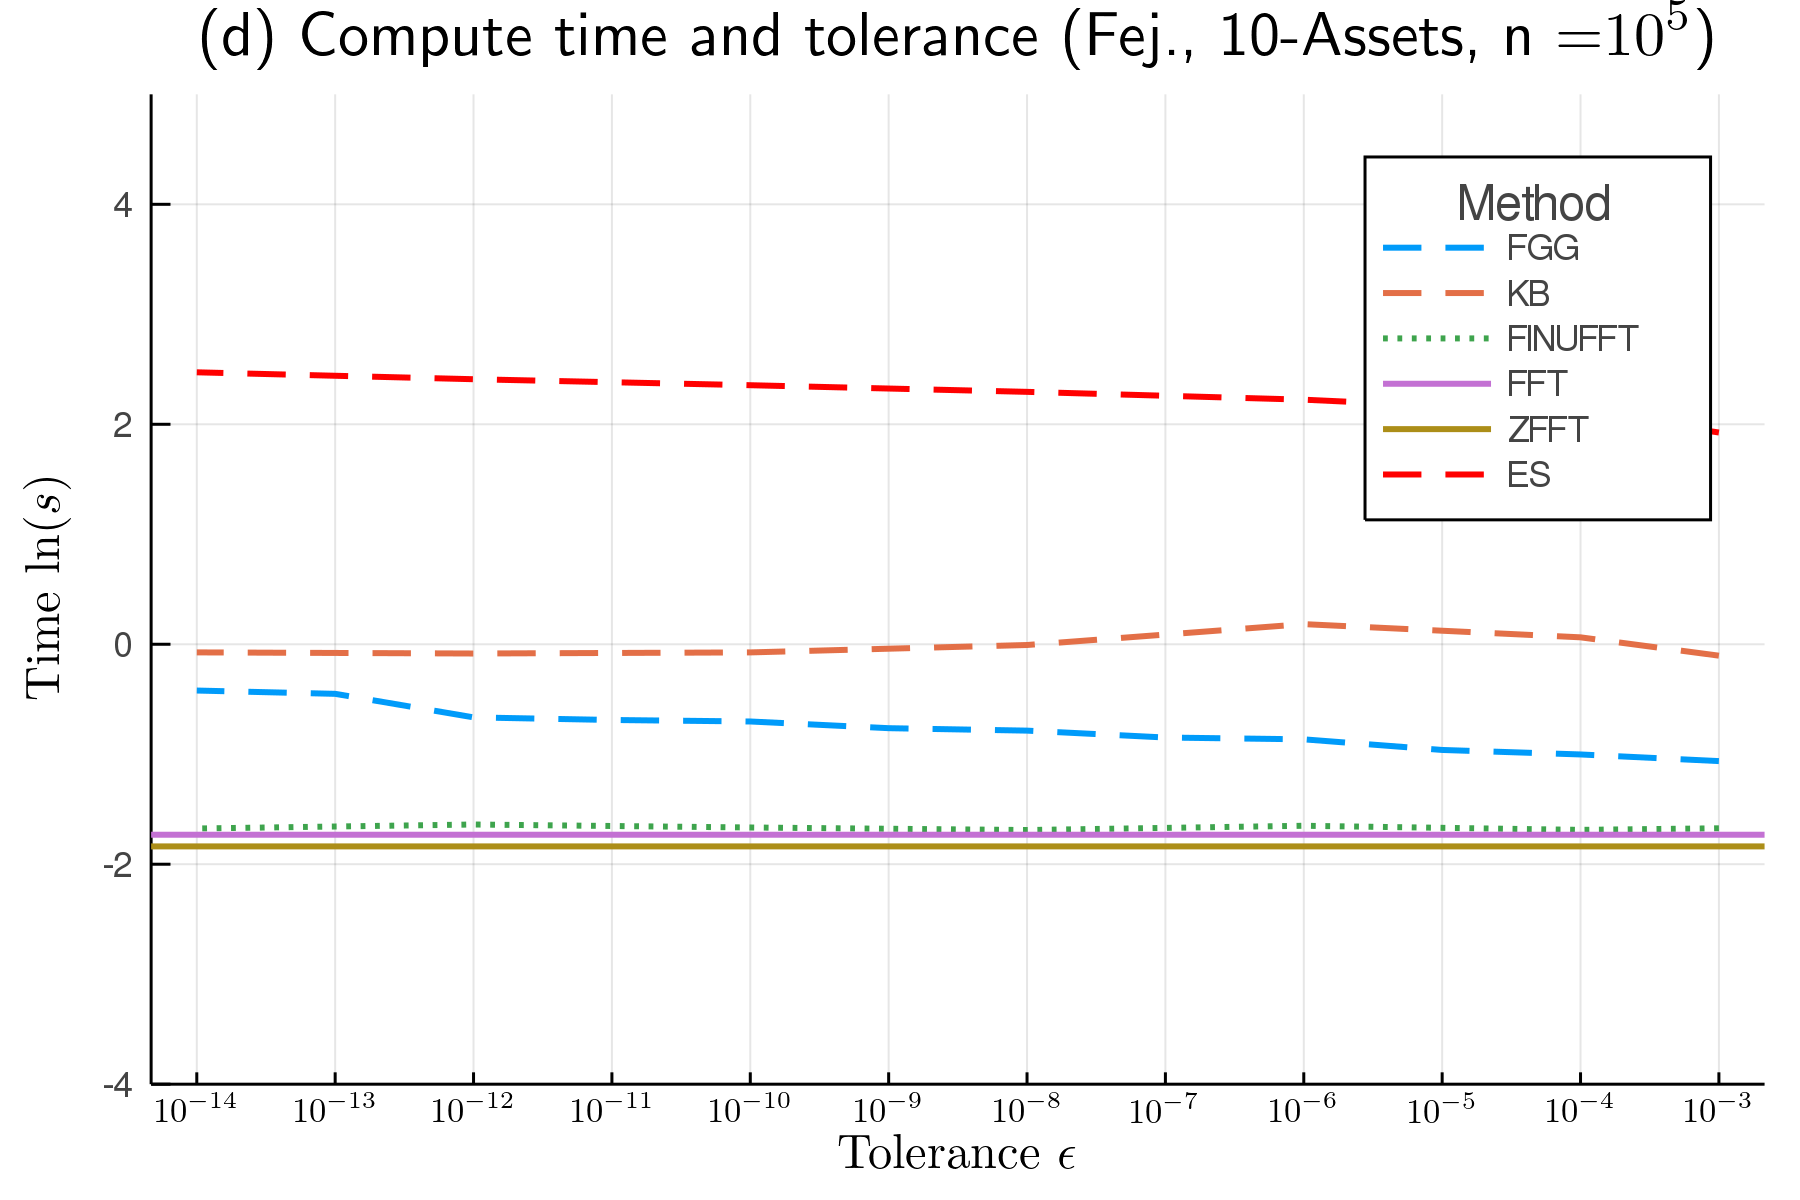 (d) Compute time and tolerance (Fej., 10-Assets, n =10⁵)
Method
FGG
KB
FINUFFT
FFT
ZFFT
ES
Time ln(s)
4
2
0
-2
-4
10⁻¹⁴ 10⁻¹³ 10⁻¹² 10⁻¹¹ 10⁻¹⁰ 10⁻⁹ 10⁻⁸ 10⁻⁷ 10⁻⁶ 10⁻⁵ 10⁻⁴ 10⁻³
Tolerance ϵ